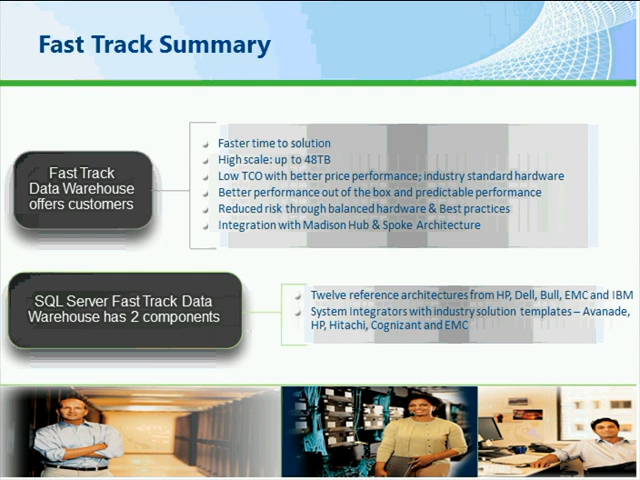 Fast Track Summary
Fast Track
Data Warehouse
offers customers
Faster time to solution
High scale: up to 48TB
Low TCO with better price performance; industry standard hardware
Better performance out of the box and predictable performance
Reduced risk through balanced hardware & Best practices
Integration with Madison Hub & Spoke Architecture
SQL Server Fast Track Data
Warehouse has 2 components
Twelve reference architectures from HP, Dell, Bull, EMC and IBM
System Integrators with industry solution templates – Avanade,
HP, Hitachi, Cognizant and EMC